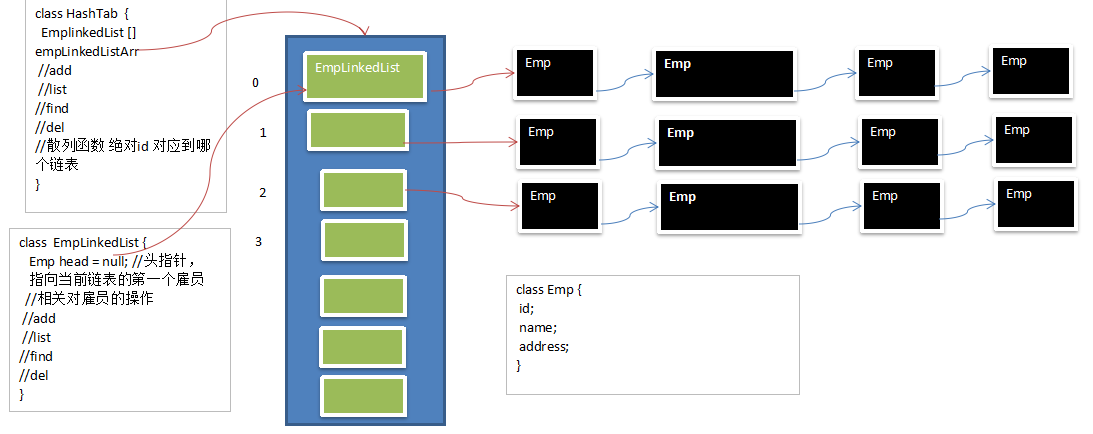 class HashTab {
EmplinkedList []
empLinkedListArr
//add
//list
//find
//del
//散列函数 绝对id 对应到哪
个链表
}
class EmpLinkedList {
Emp head = null; //头指针，
指向当前链表的第一个雇员
//相关对雇员的操作
//add
//list
//find
//del
}
0
1
2
3
EmpLinkedList
Emp
Emp
Emp
Emp
Emp
Emp
Emp
Emp
Emp
Emp
Emp
Emp
class Emp {
id;
name;
address;
}